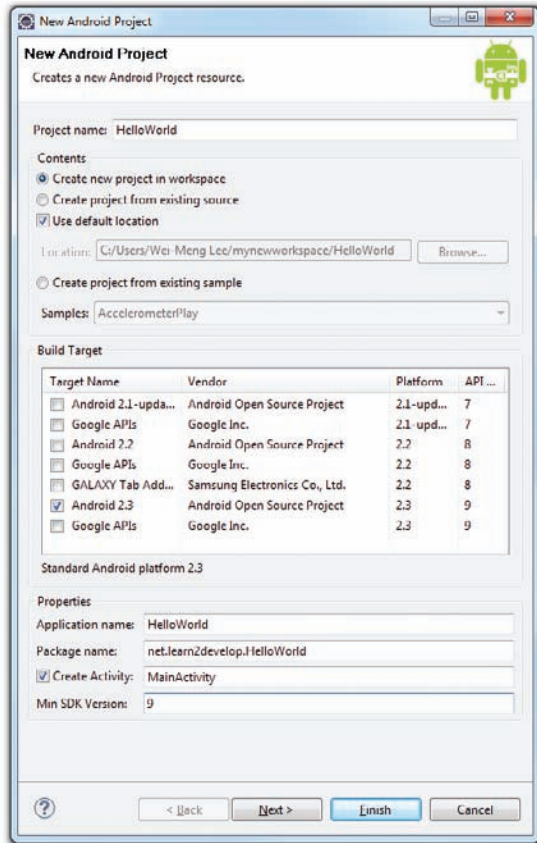 New Android Project
New Android Project
Creates a new Android Project resource.
Project name: HelloWorld
Contents
Create new project in workspace
Create project from existing source
Use default location
Location: C:/Users/Wei-Meng Lee/mynewworkspace/HelloWorld Browse...
Create project from existing sample
Samples: AccelerometerPlay
Build Target
Target Name Vendor Platform API ...
Android 2.1-upda... Android Open Source Project 2.1-upd... 7
Google APIs Google Inc. 2.1-upd... 7
Android 2.2 Android Open Source Project 2.2 8
Google APIs Google Inc. 2.2 8
GALAXY Tab Add... Samsung Electronics Co., Ltd. 2.2 8
Android 2.3 Android Open Source Project 2.3 9
Google APIs Google Inc. 2.3 9
Standard Android platform 2.3
Properties
Application name: HelloWorld
Package name: net.learn2develop.HelloWorld
Create Activity: MainActivity
Min SDK Version: 9
? < Back Next > Finish Cancel